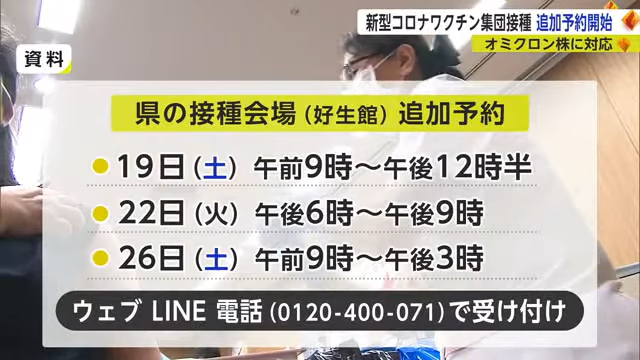 新型コロナワクチン集団接種 追加予約開始
オミクロン株に対応
資料
県の接種会場(好生館)追加予約
19日(土)午前9時〜午後12時半
22日(火)午後6時〜午後9時
26日(土)午前9時〜午後3時
ウェブ LINE 電話(0120-400-071)で受け付け